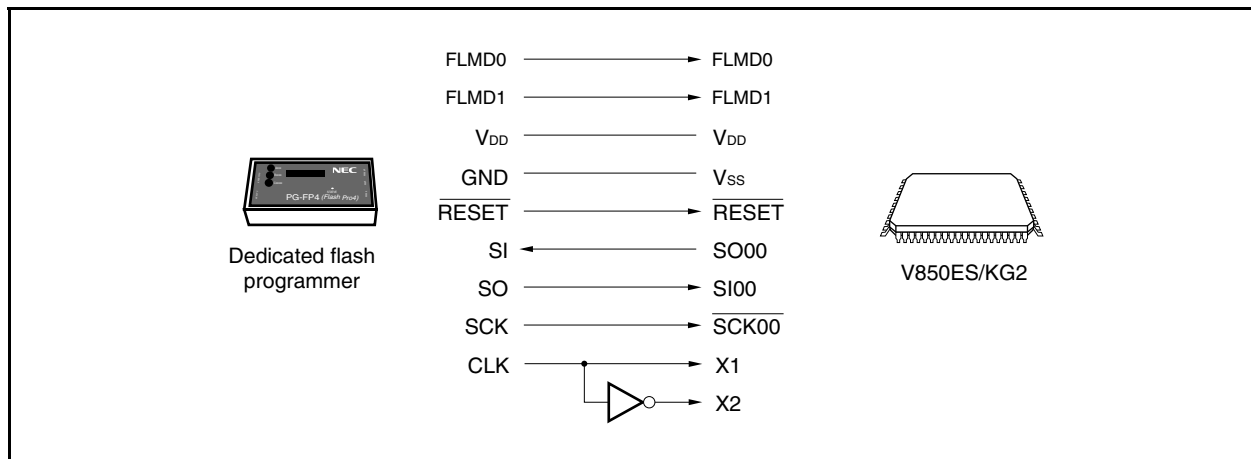 FLMD0 FLMD0
FLMD1 FLMD1
VDD VDD
GND VSS
RESET RESET
SI SO00
SO SI00
SCK SCK00
CLK X1
X2
NEC
PG-FP4 (Flash Pro4)
Dedicated flash
programmer
V850ES/KG2